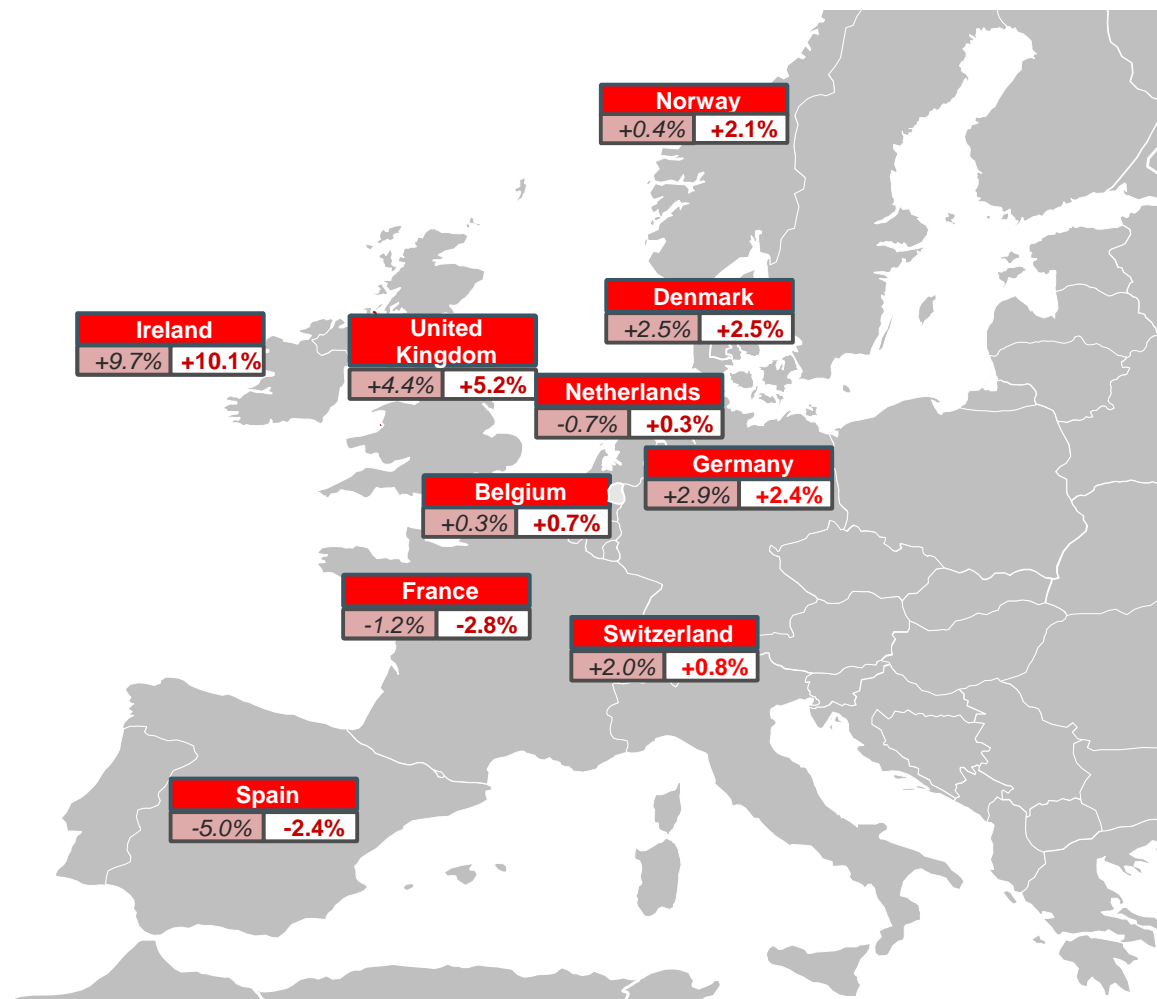 Norway
+0.4% +2.1%
Denmark
+2.5% +2.5%
Ireland
+9.7% +10.1%
United
Kingdom
+4.4% +5.2%
Netherlands
-0.7% +0.3%
Germany
+2.9% +2.4%
Belgium
+0.3% +0.7%
France
-1.2% -2.8%
Switzerland
+2.0% +0.8%
Spain
-5.0% -2.4%